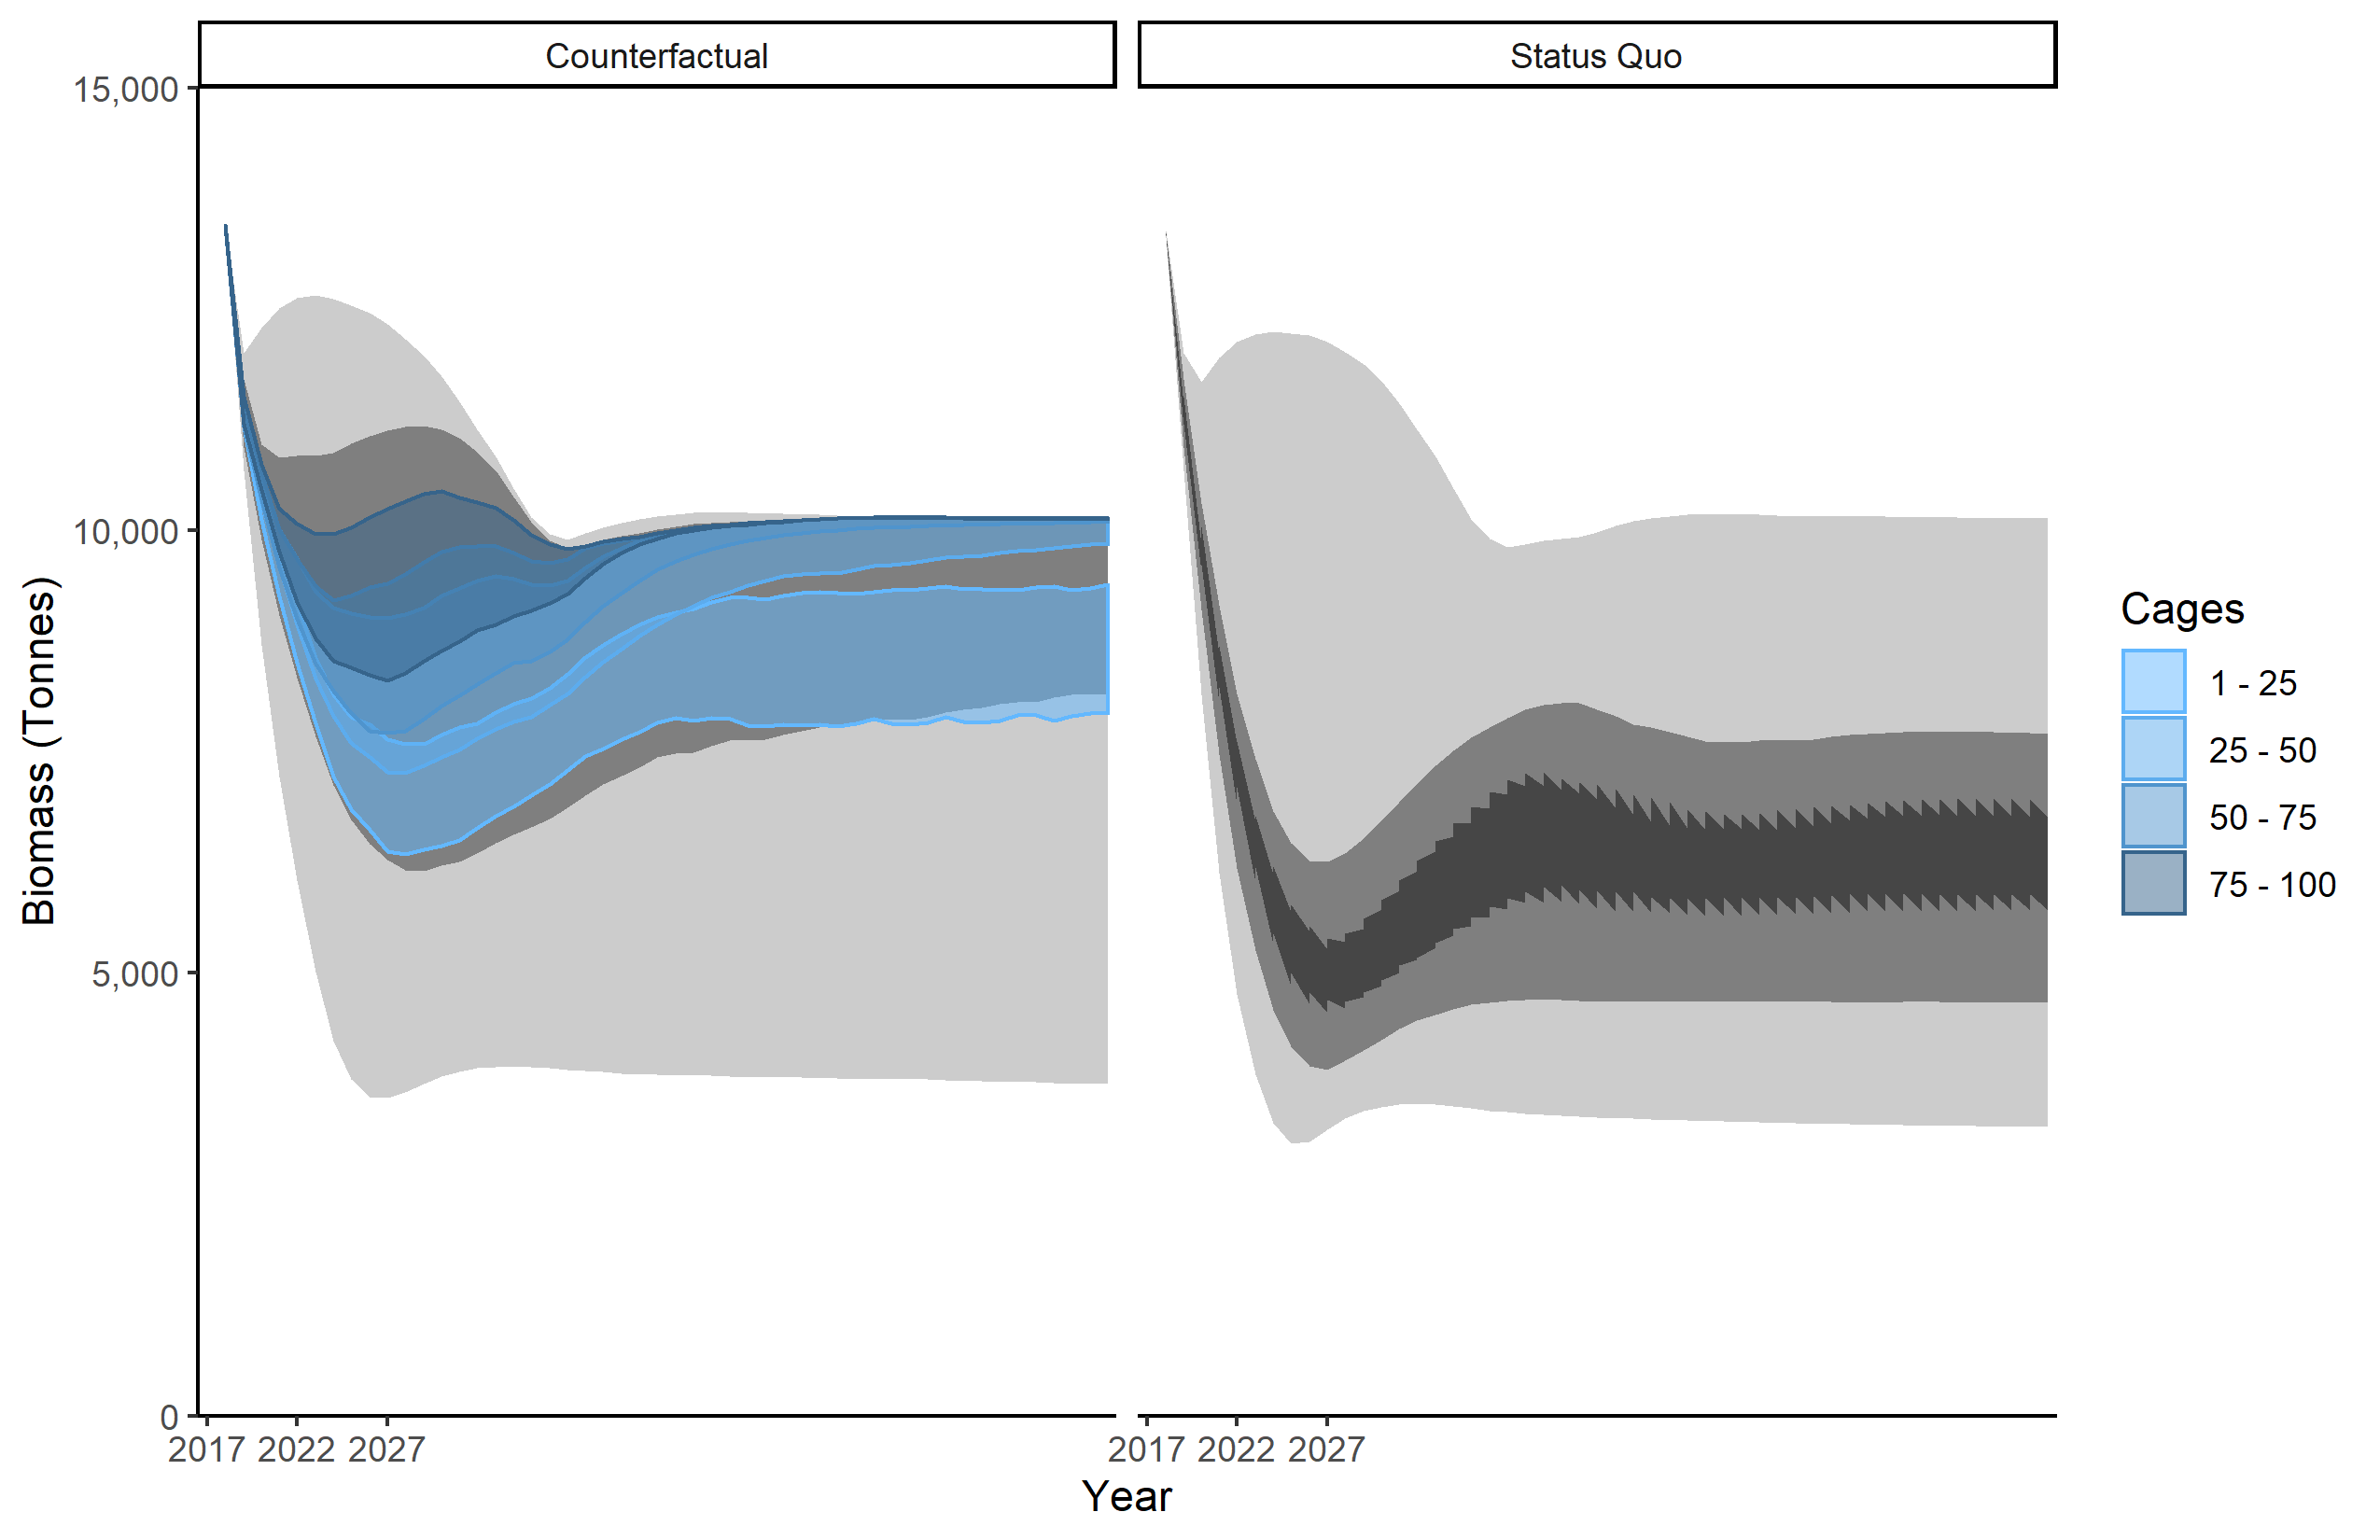 Counterfactual
Status Quo
15,000
10,000
5,000
0
Biomass (Tonnes)
2017 2022 2027
2017 2022 2027
Year
Cages
1 - 25
25 - 50
50 - 75
75 - 100